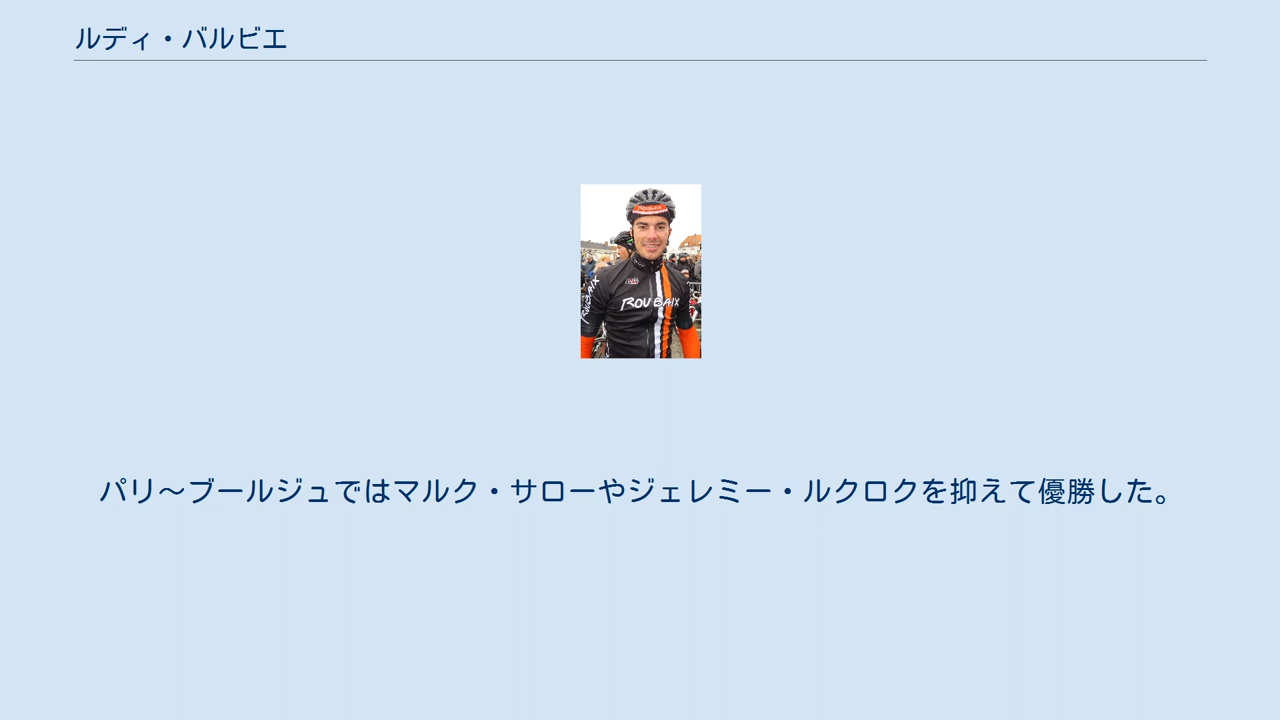 ルディ・バルビエ
ROUBAIX
パリ〜ブールジュではマルク・サローやジェレミー・ルクロクを抑えて優勝した。